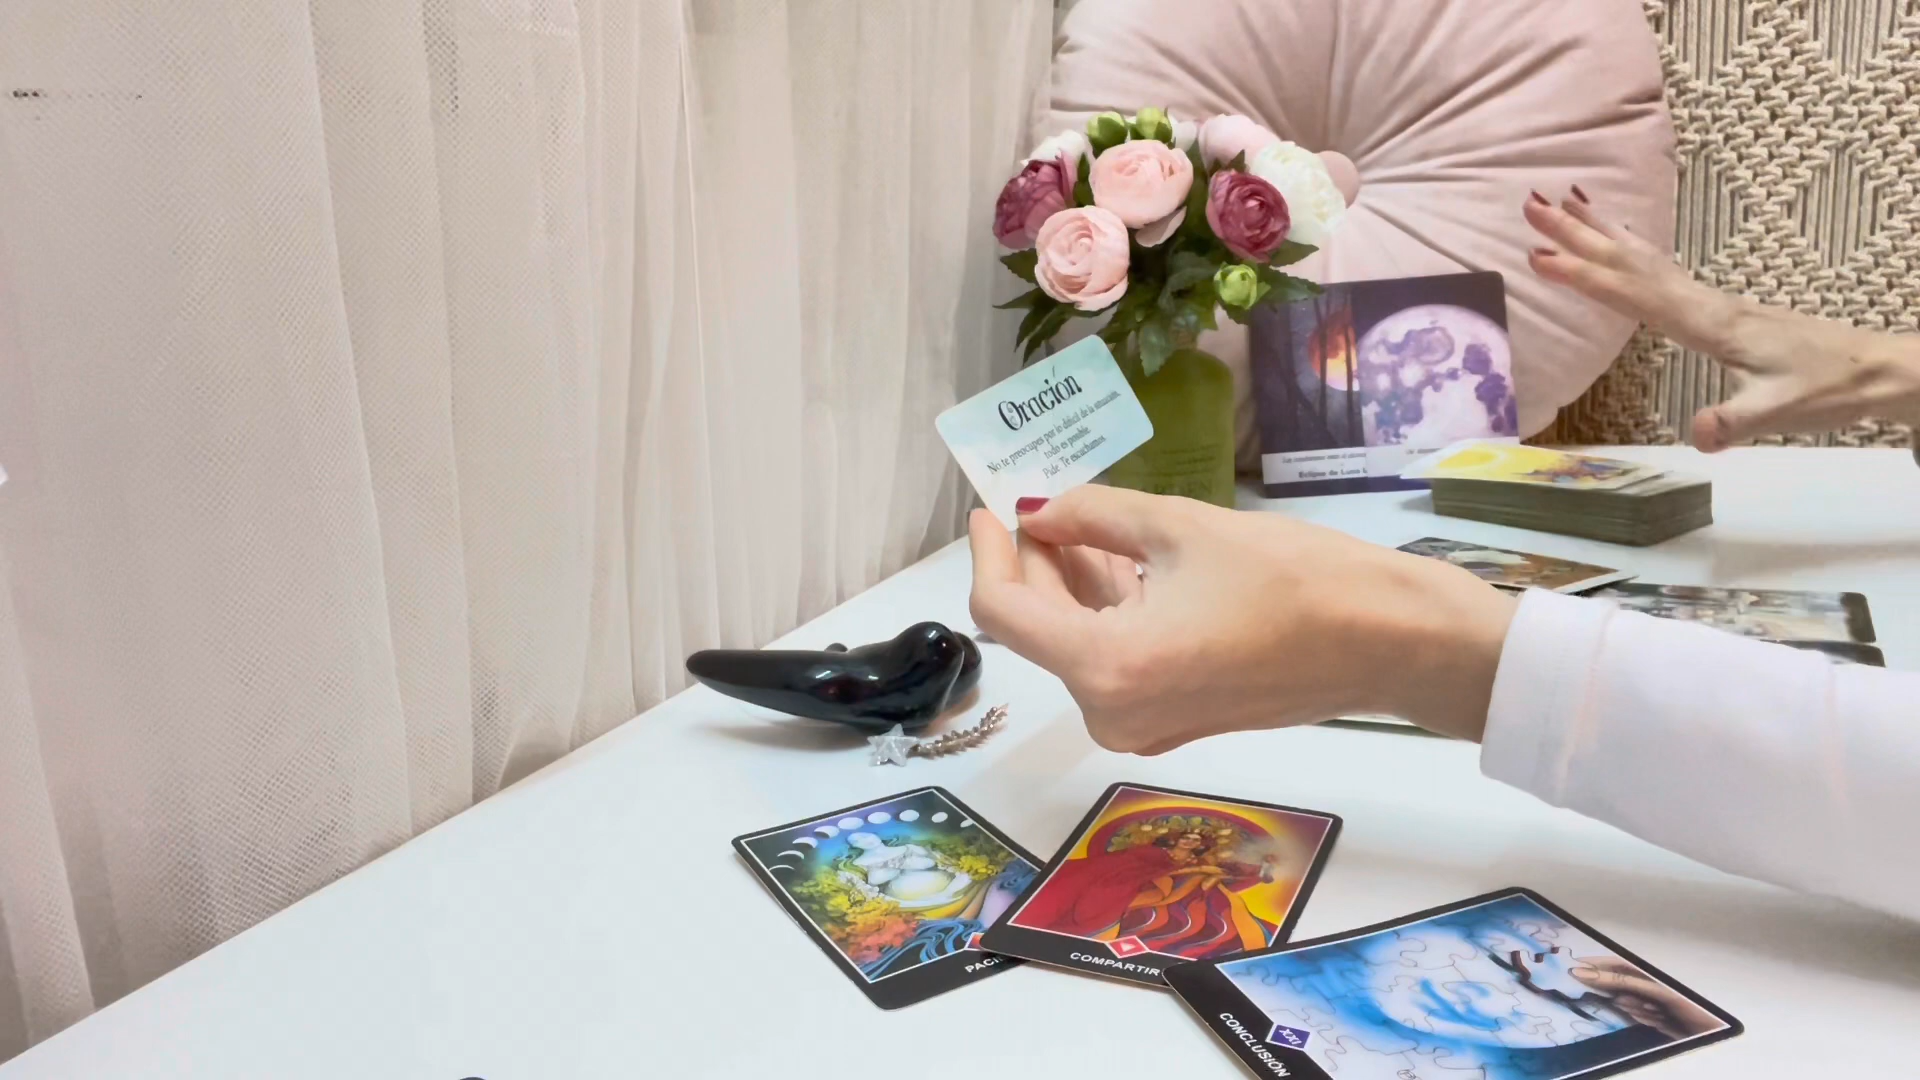 Oración
No te preocupes por lo difícil de la situación,
todo es posible.
Pide. Te escuchamos
Eclipse de Luna
COMPARTIR
XXI
CONCLUSIÓN